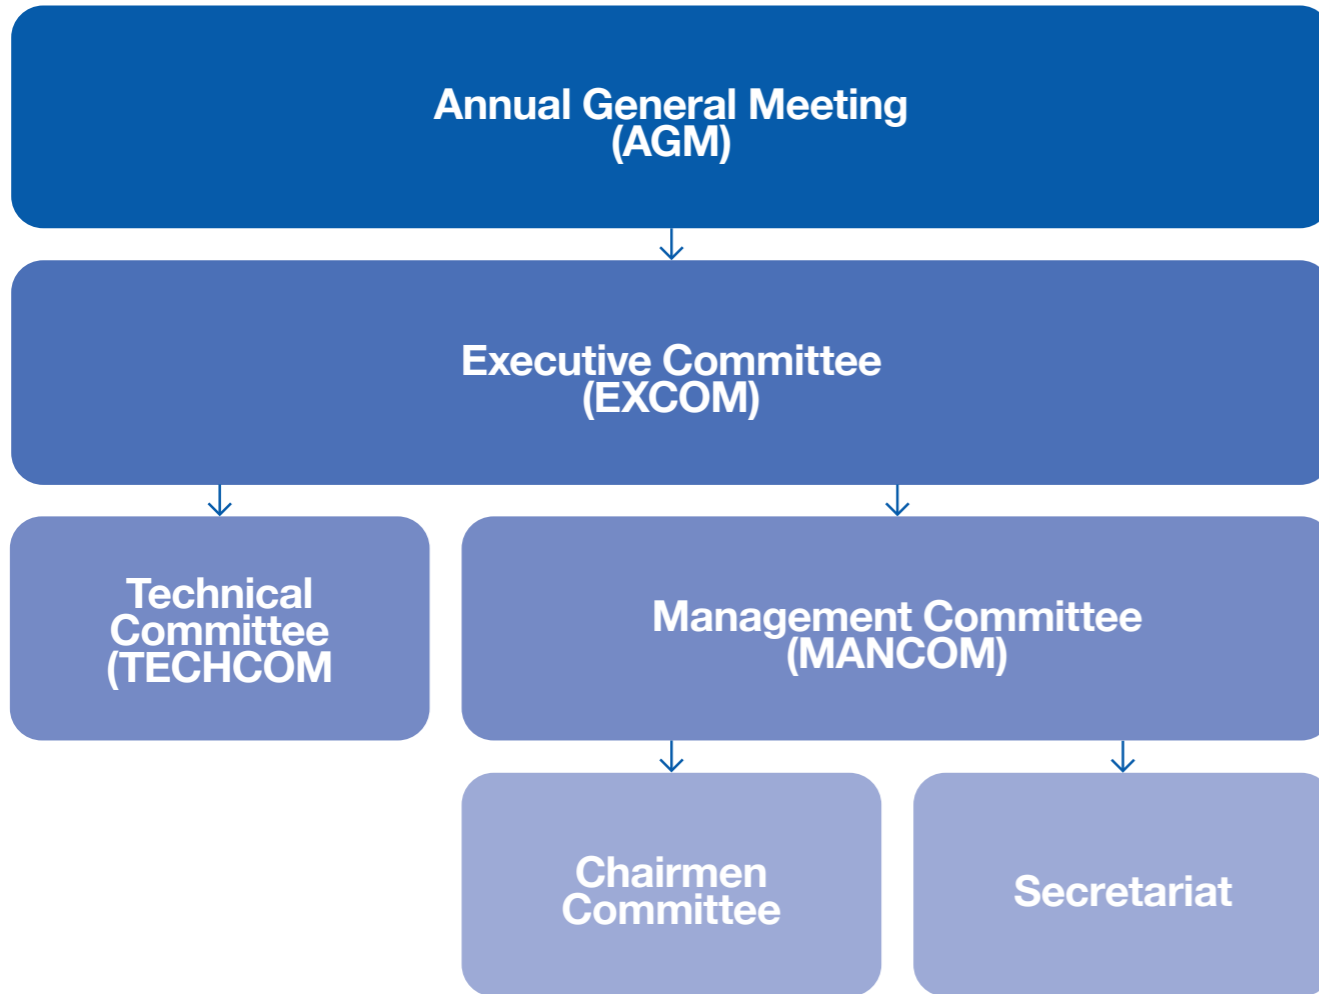 Annual General Meeting
(AGM)
Executive Committee
(EXCOM)
Technical
Committee
(TECHCOM
Management Committee
(MANCOM)
Chairmen
Committee
Secretariat